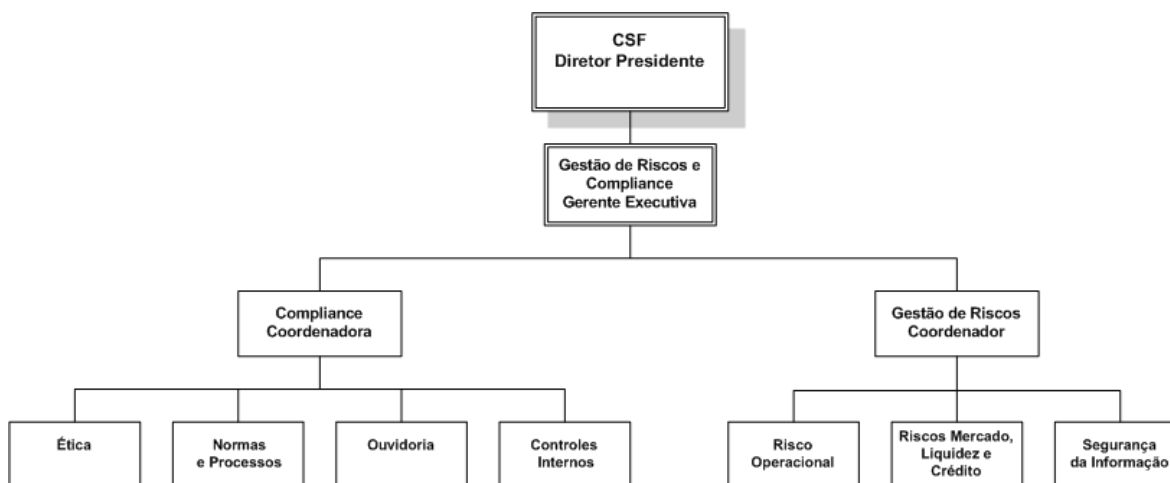 CSF
Diretor Presidente
Gestão de Riscos e
Compliance
Gerente Executiva
Compliance
Coordenadora
Gestão de Riscos
Coordenador
Ética
Normas
e Processos
Ouvidoria
Controles
Internos
Risco
Operacional
Riscos Mercado,
Liquidez e
Crédito
Segurança
da Informação